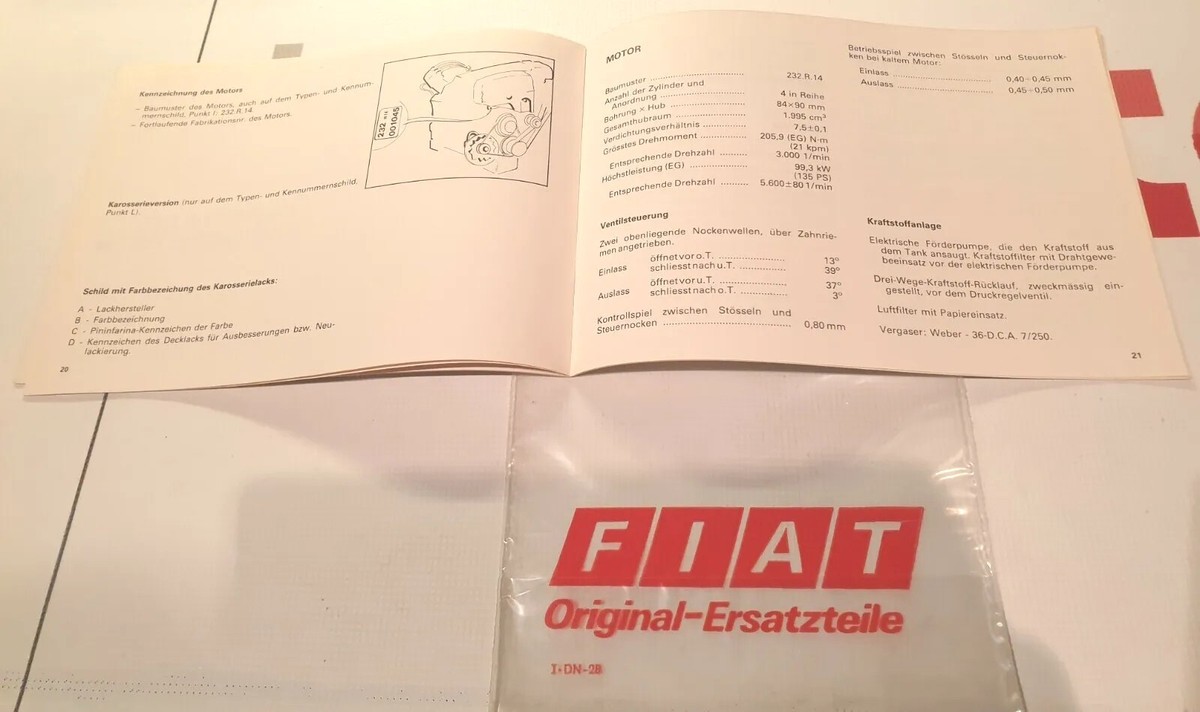 Kennzeichnung des Motors
– Baumuster des Motors, auch auf dem Typen- und Kennum-
mernschild, Punkt I: 232 R.14.
– Fortlaufende Fabrikationsnr. des Motors.
232 R14
001045
Karosserieversion (nur auf dem Typen- und Kennummernschild.
Punkt L).
Schild mit Farbbezeichung des Karosserielacks:
A - Lackhersteller
B - Farbbezeichnung
C - Pininfarina-Kennzeichen der Farbe
D - Kennzeichen des Decklacks für Ausbesserungen bzw. Neu-
lackierung.
20
MOTOR
Baumuster ........................ 232 R.14
Anzahl der Zylinder und
Anordnung ........................ 4 in Reihe
Bohrung × Hub .................... 84×90 mm
Gesamthubraum .................... 1.995 cm³
Verdichtungsverhältnis ........... 7,5±0,1
Grösstes Drehmoment .............. 205,9 (EG) N·m
(21 kpm)
Entsprechende Drehzahl ......... 3.000 1/min
Höchstleistung (EG) .............. 99,3 kW
(135 PS)
Entsprechende Drehzahl ......... 5.600±80 1/min
Ventilsteuerung
Zwei obenliegende Nockenwellen, über Zahnrie-
men angetrieben.
Einlass
öffnet vor o.T. .................... 13°
schliesst nach u.T. ................ 39°
Auslass
öffnet vor u.T. .................... 37°
schliesst nach o.T. ................ 3°
Kontrollspiel zwischen Stösseln und
Steuernocken ........................ 0,80 mm
Betriebsspiel zwischen Stösseln und Steuernok-
ken bei kaltem Motor:
Einlass ........................ 0,40÷0,45 mm
Auslass ........................ 0,45÷0,50 mm
Kraftstoffanlage
Elektrische Förderpumpe, die den Kraftstoff aus
dem Tank ansaugt. Kraftstoffilter mit Drahtgewe-
beeinsatz vor der elektrischen Förderpumpe.
Drei-Wege-Kraftstoff-Rücklauf, zweckmässig ein-
gestellt, vor dem Druckregelventil.
Luftfilter mit Papiereinsatz.
Vergaser: Weber - 36-D.C.A. 7/250.
21
FIAT
Original-Ersatzteile
I-DN-2B